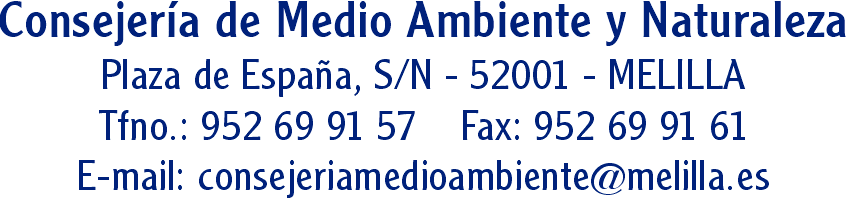 Consejería de Medio Ambiente y Naturaleza
Plaza de España, S/N - 52001 - MELILLA
Tfno.: 952 69 91 57 Fax: 952 69 91 61
E-mail: consejeriamedioambiente@melilla.es